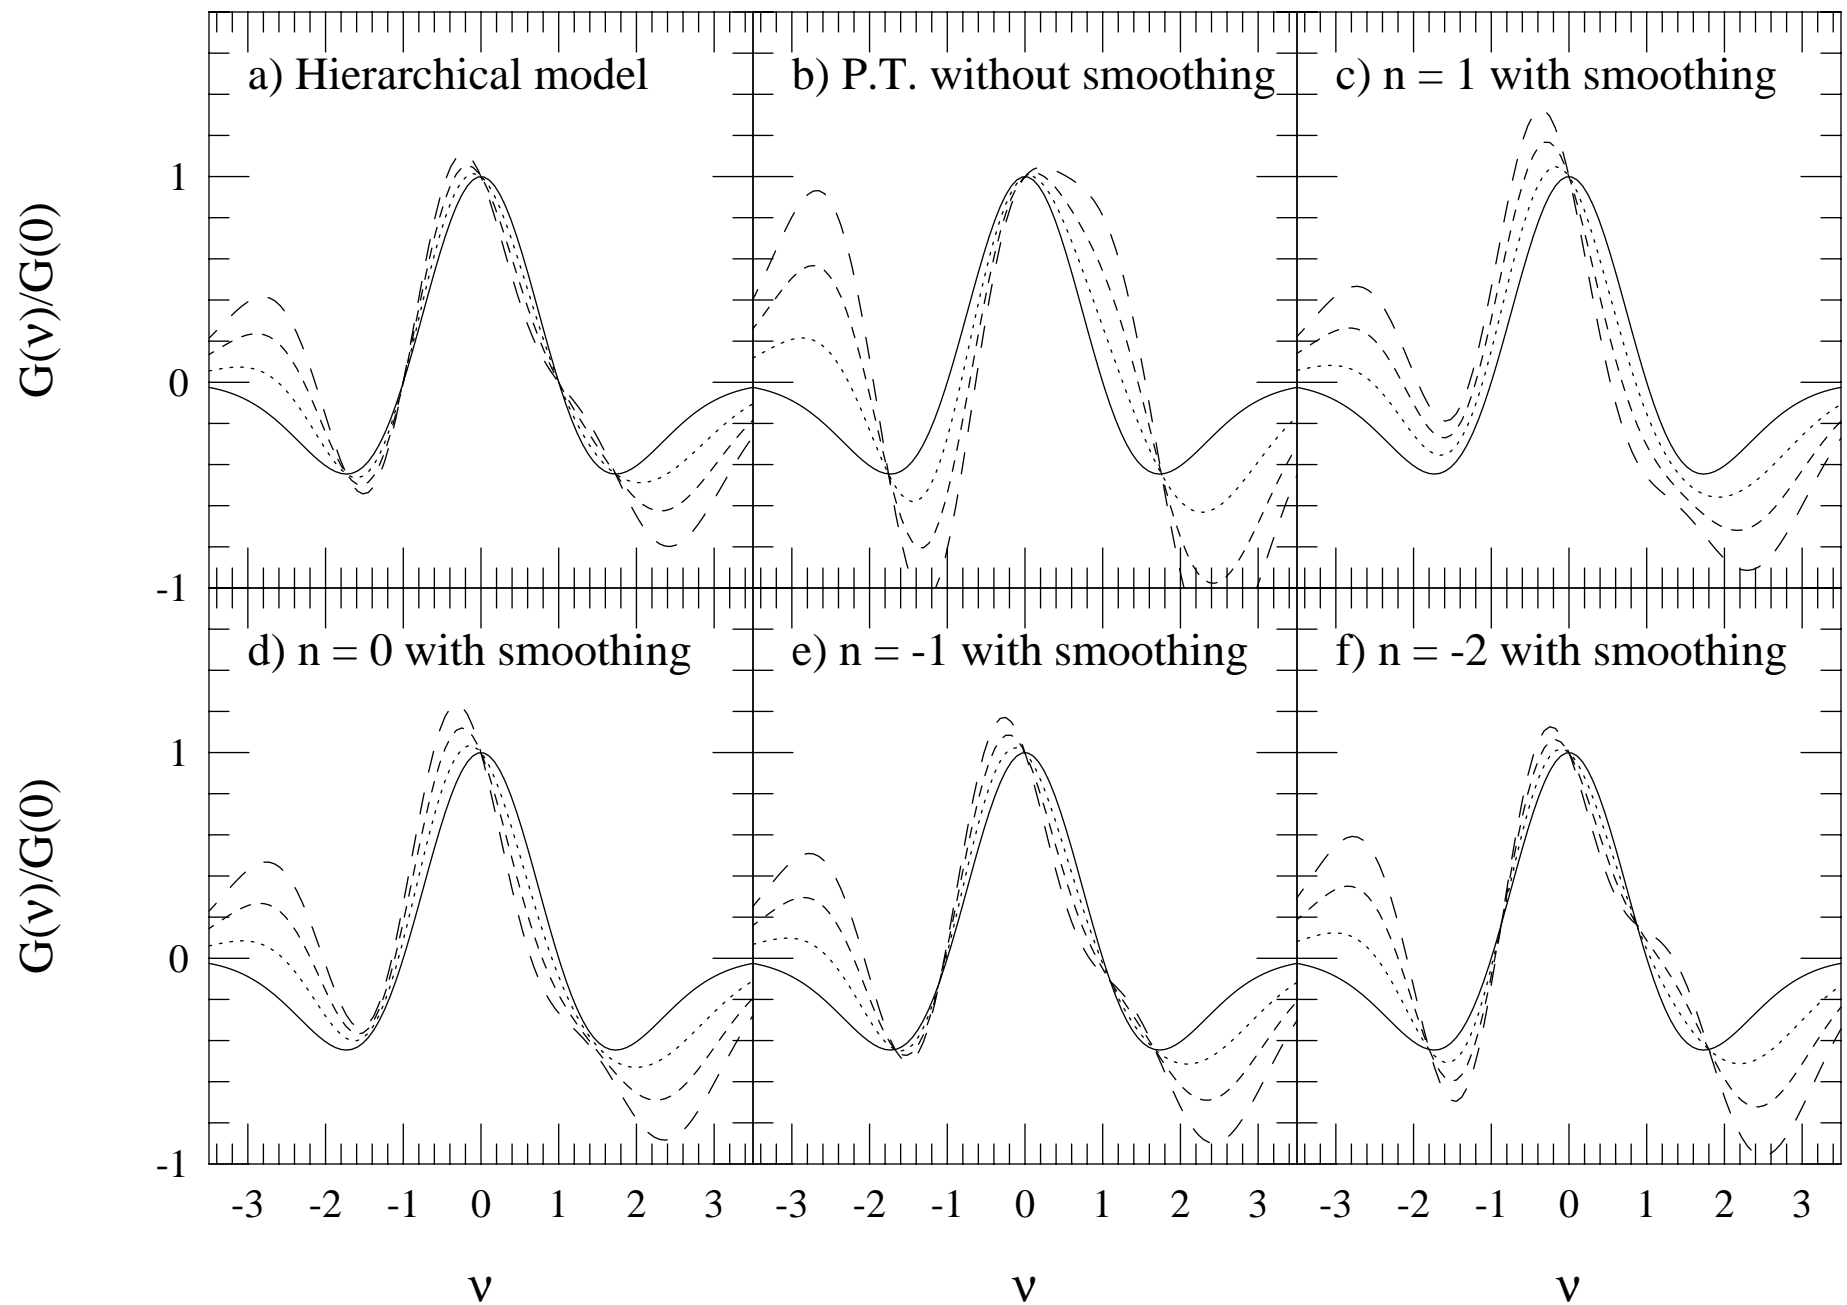 a) Hierarchical model
b) P.T. without smoothing
c) n = 1 with smoothing
G(ν)/G(0)
1
0
-1
d) n = 0 with smoothing
e) n = -1 with smoothing
f) n = -2 with smoothing
G(ν)/G(0)
1
0
-1
-3 -2 -1 0 1 2 3
-3 -2 -1 0 1 2 3
-3 -2 -1 0 1 2 3
ν
ν
ν